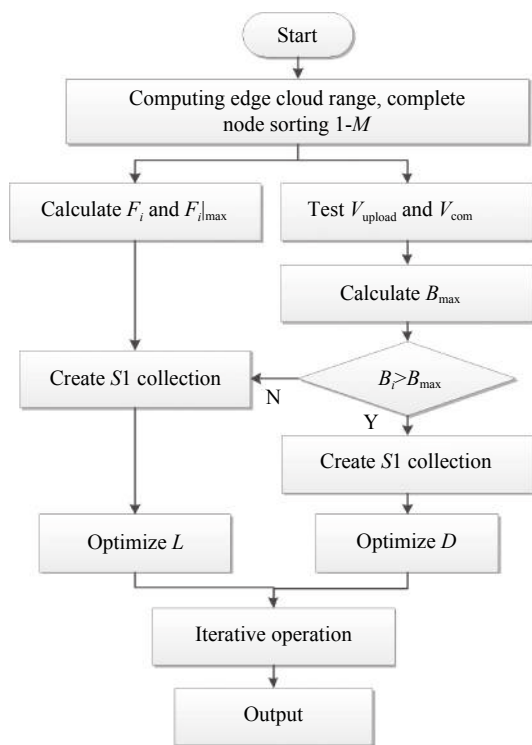 Start
Computing edge cloud range, complete
node sorting 1-M
Calculate Fi and Fi|max
Test Vupload and Vcom
Calculate Bmax
Create S1 collection
N
Bi>Bmax
Y
Create S1 collection
Optimize L
Optimize D
Iterative operation
Output